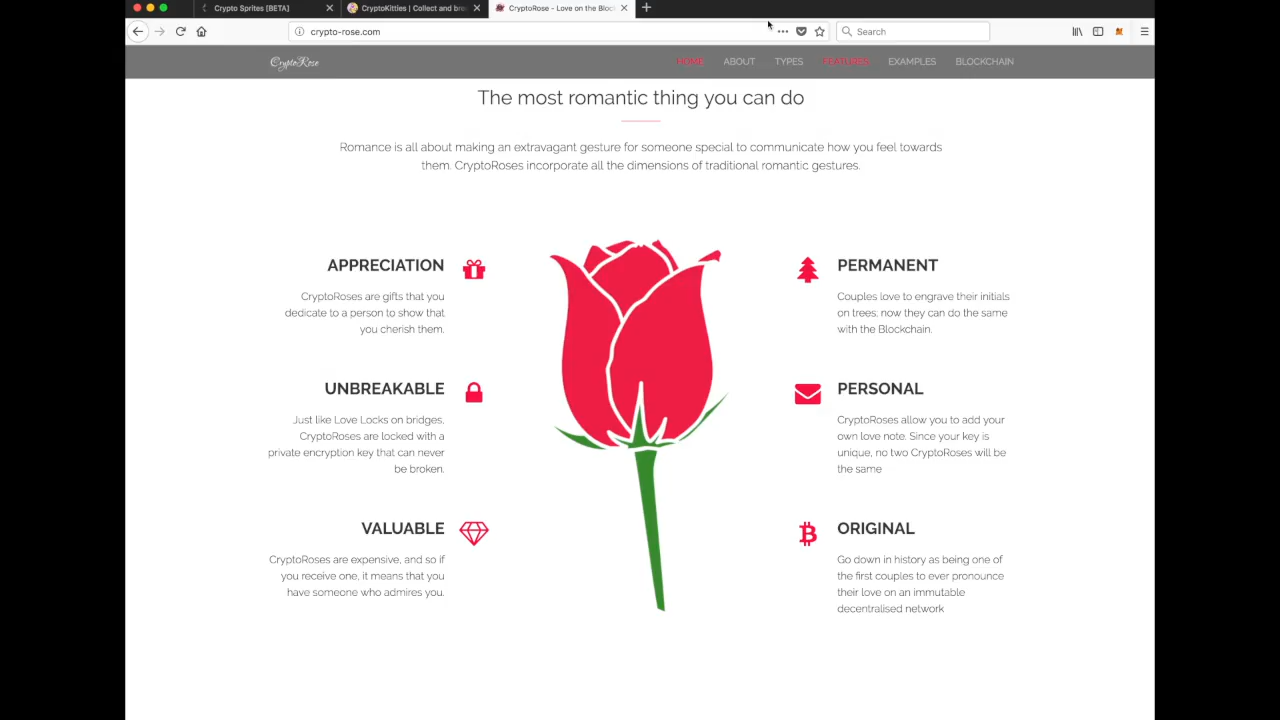 Crypto Sprites [BETA]
CryptoKitties | Collect and bre
CryptoRose - Love on the Bloc
crypto-rose.com
Search
CryptoRose
HOME
ABOUT
TYPES
FEATURES
EXAMPLES
BLOCKCHAIN
The most romantic thing you can do
Romance is all about making an extravagant gesture for someone special to communicate how you feel towards
them. CryptoRoses incorporate all the dimensions of traditional romantic gestures.
APPRECIATION
CryptoRoses are gifts that you
dedicate to a person to show that
you cherish them.
UNBREAKABLE
Just like Love Locks on bridges,
CryptoRoses are locked with a
private encryption key that can never
be broken.
VALUABLE
CryptoRoses are expensive, and so if
you receive one, it means that you
have someone who admires you.
PERMANENT
Couples love to engrave their initials
on trees; now they can do the same
with the Blockchain.
PERSONAL
CryptoRoses allow you to add your
own love note. Since your key is
unique, no two CryptoRoses will be
the same
ORIGINAL
Go down in history as being one of
the first couples to ever pronounce
their love on an immutable
decentralised network